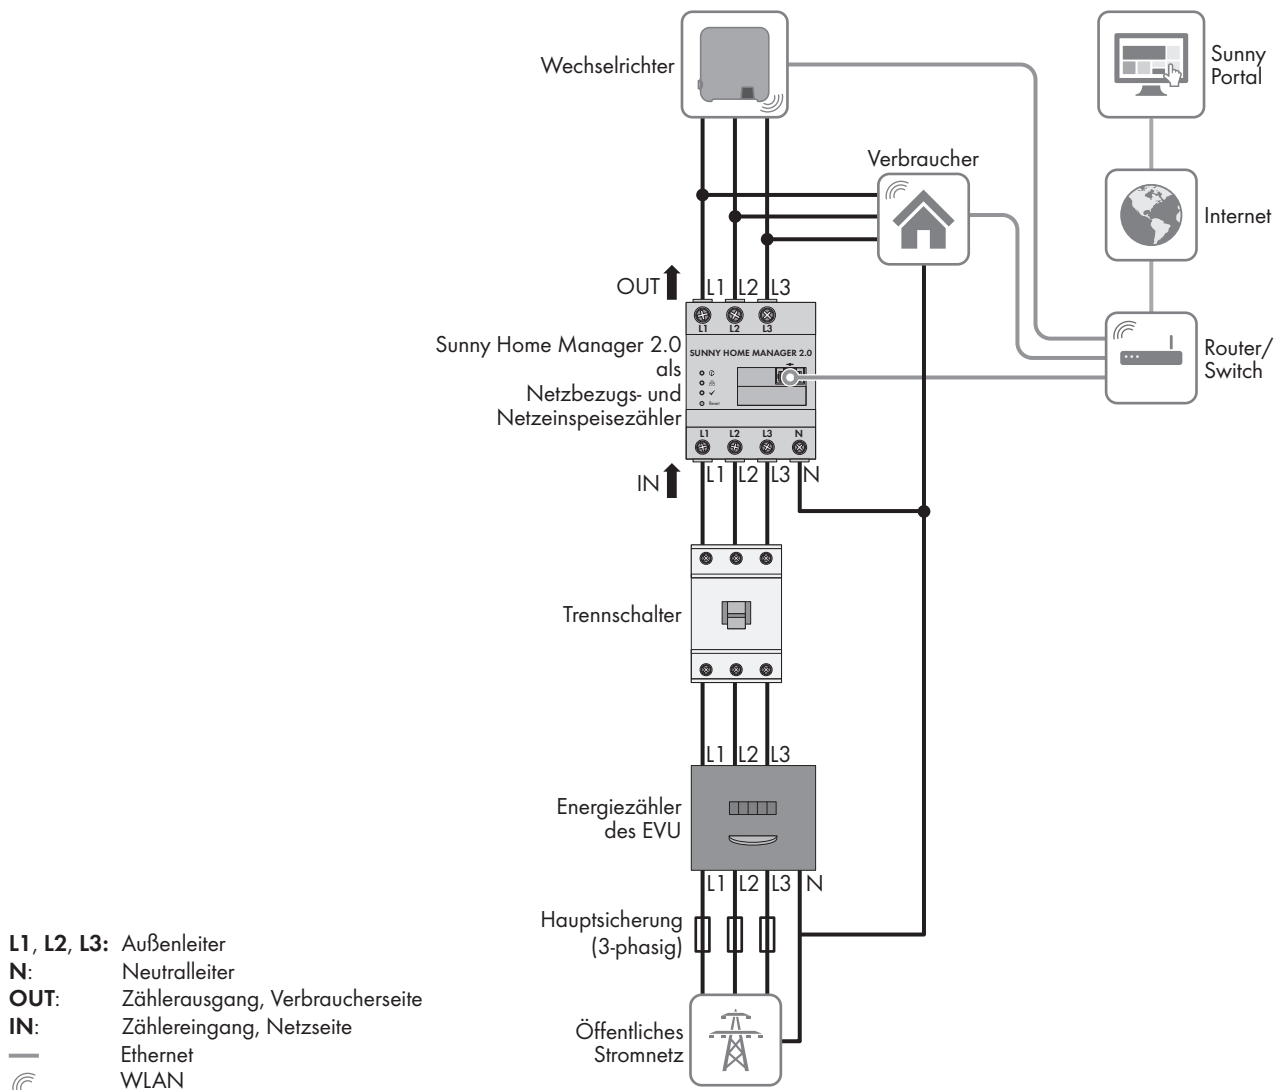 Wechselrichter
Sunny
Portal
Verbraucher
Internet
OUT
L1 L2 L3
L1 L2 L3
Sunny Home Manager 2.0
als
Netzbezugs- und
Netzeinspeisezähler
SUNNY HOME MANAGER 2.0
Reset
Router/
Switch
L1 L2 L3 N
IN
L1 L2 L3 N
Trennschalter
L1 L2 L3
Energiezähler
des EVU
L1 L2 L3 N
Hauptsicherung
(3-phasig)
Öffentliches
Stromnetz
L1, L2, L3: Außenleiter
N: Neutralleiter
OUT: Zählerausgang, Verbraucherseite
IN: Zählereingang, Netzseite
Ethernet
WLAN